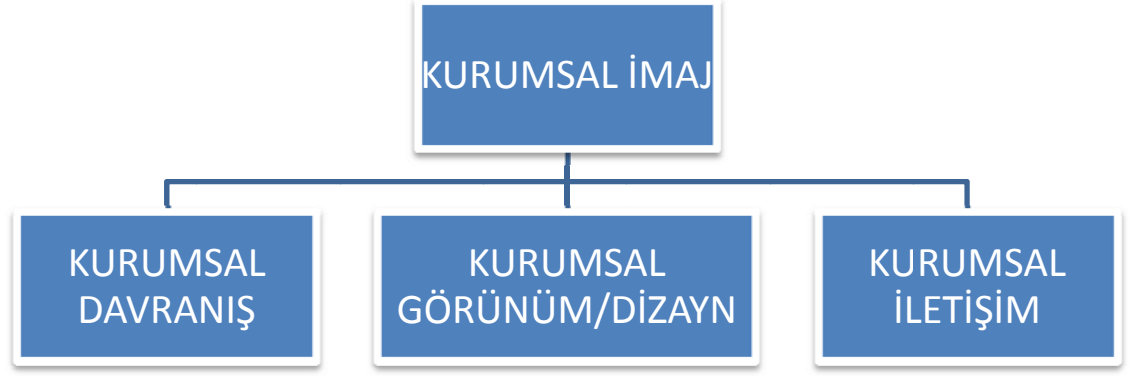 KURUMSAL İMAJ
KURUMSAL
DAVRANIŞ
KURUMSAL
GÖRÜNÜM/DİZAYN
KURUMSAL
İLETİŞİM